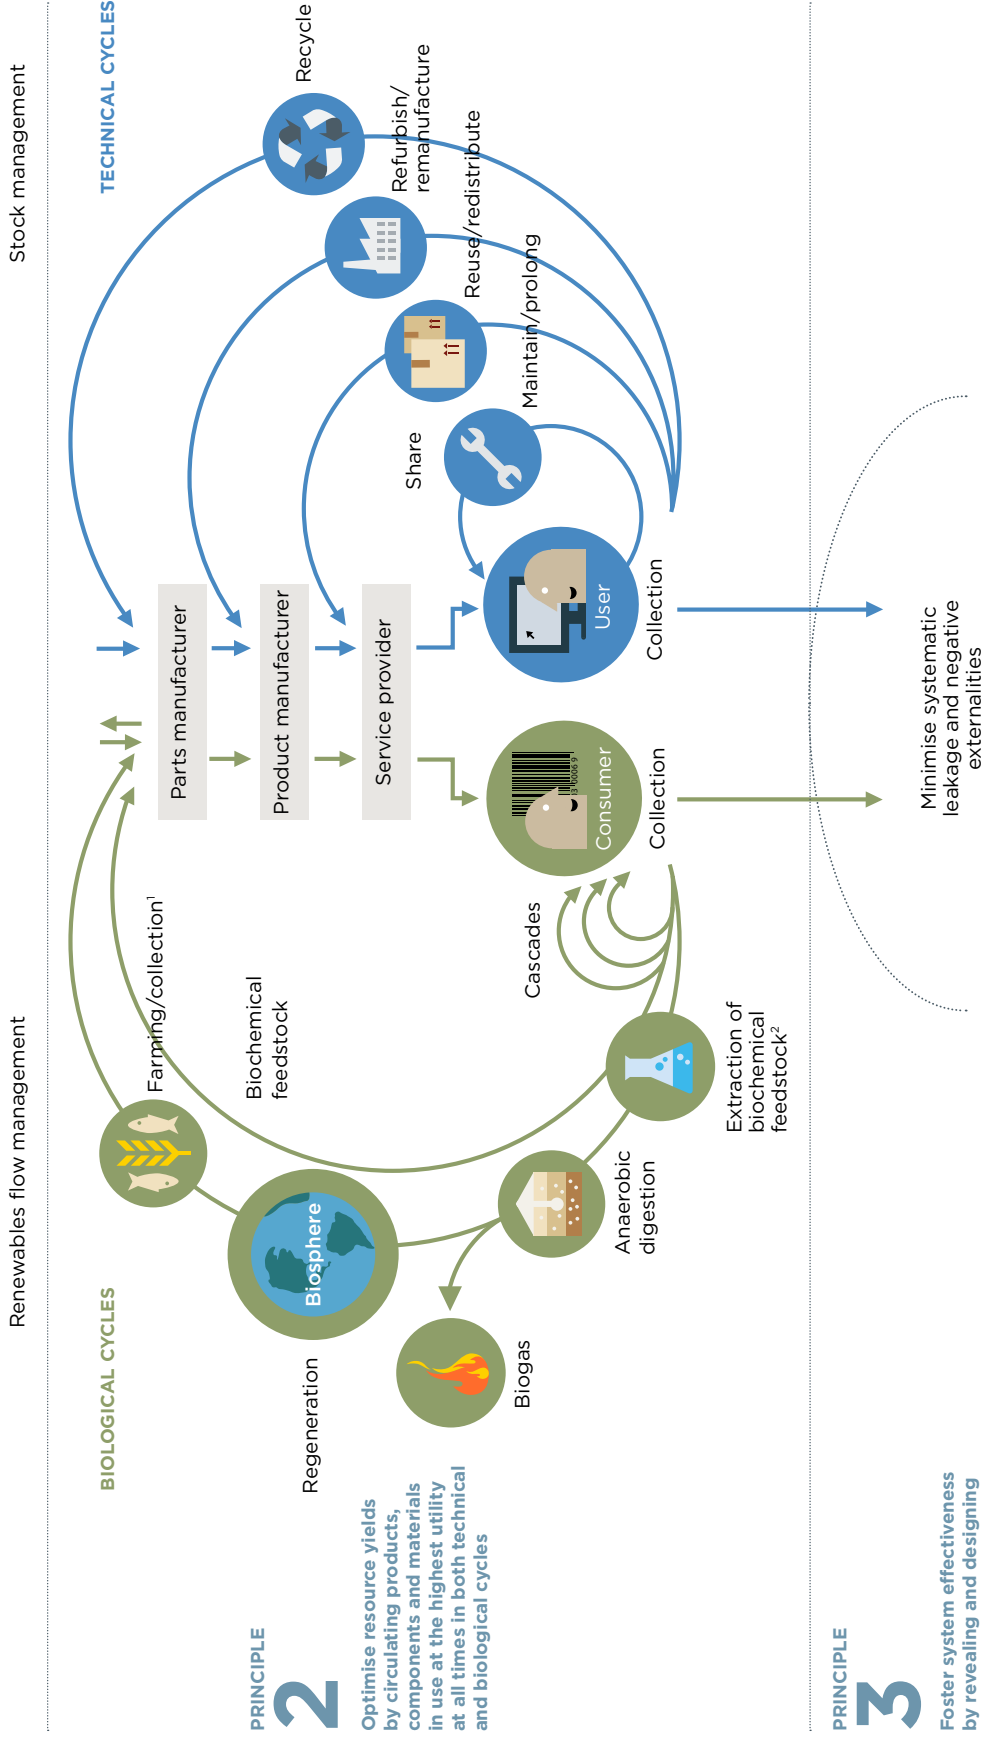 Renewables flow management
Stock management
BIOLOGICAL CYCLES
TECHNICAL CYCLES
Farming/collection1
Parts manufacturer
Recycle
PRINCIPLE
2
Optimise resource yields
by circulating products,
components and materials
in use at the highest utility
at all times in both technical
and biological cycles
Regeneration
Biosphere
Biochemical
feedstock
Product manufacturer
Service provider
Refurbish/
remanufacture
Share
Reuse/redistribute
Maintain/prolong
Biogas
Cascades
Consumer
3 0006 9
User
Anaerobic
digestion
Collection
Collection
Extraction of
biochemical
feedstock2
PRINCIPLE
3
Foster system effectiveness
by revealing and designing
Minimise systematic
leakage and negative
externalities